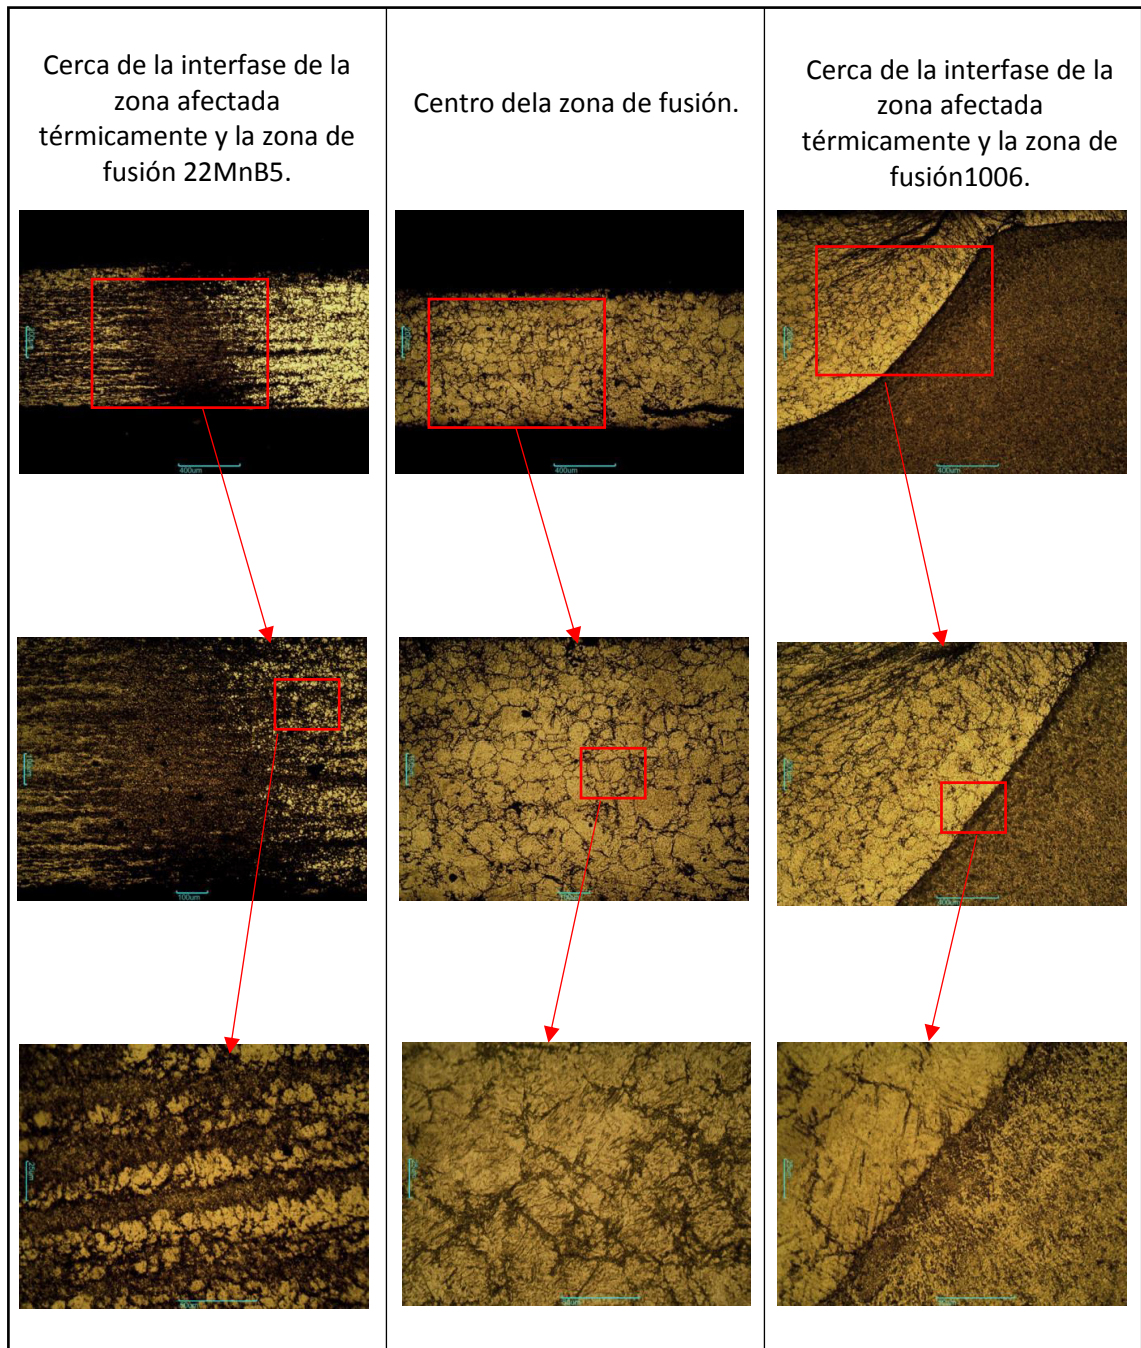 Cerca de la interfase de la
zona afectada
térmicamente y la zona de
fusión 22MnB5.
Centro dela zona de fusión.
Cerca de la interfase de la
zona afectada
térmicamente y la zona de
fusión1006.
400um
400um
400um
100um
100um